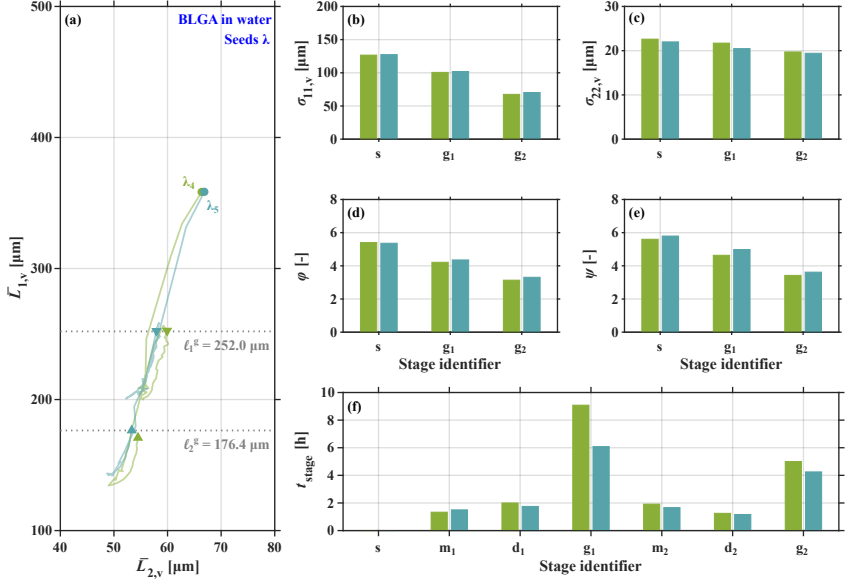 (a)
BLGA in water
Seeds λ
500
400
300
200
100
L̄1,v [μm]
λ-4
λ-5
ℓ1g = 252.0 μm
ℓ2g = 176.4 μm
40
50
60
70
80
L̄2,v [μm]
(b)
200
150
100
50
0
σ11,v [μm]
s
g1
g2
(c)
30
20
10
0
σ22,v [μm]
s
g1
g2
(d)
8
6
4
2
0
φ [-]
s
g1
g2
Stage identifier
(e)
8
6
4
2
0
ψ [-]
s
g1
g2
Stage identifier
(f)
10
8
6
4
2
0
tstage [h]
s
m1
d1
g1
m2
d2
g2
Stage identifier